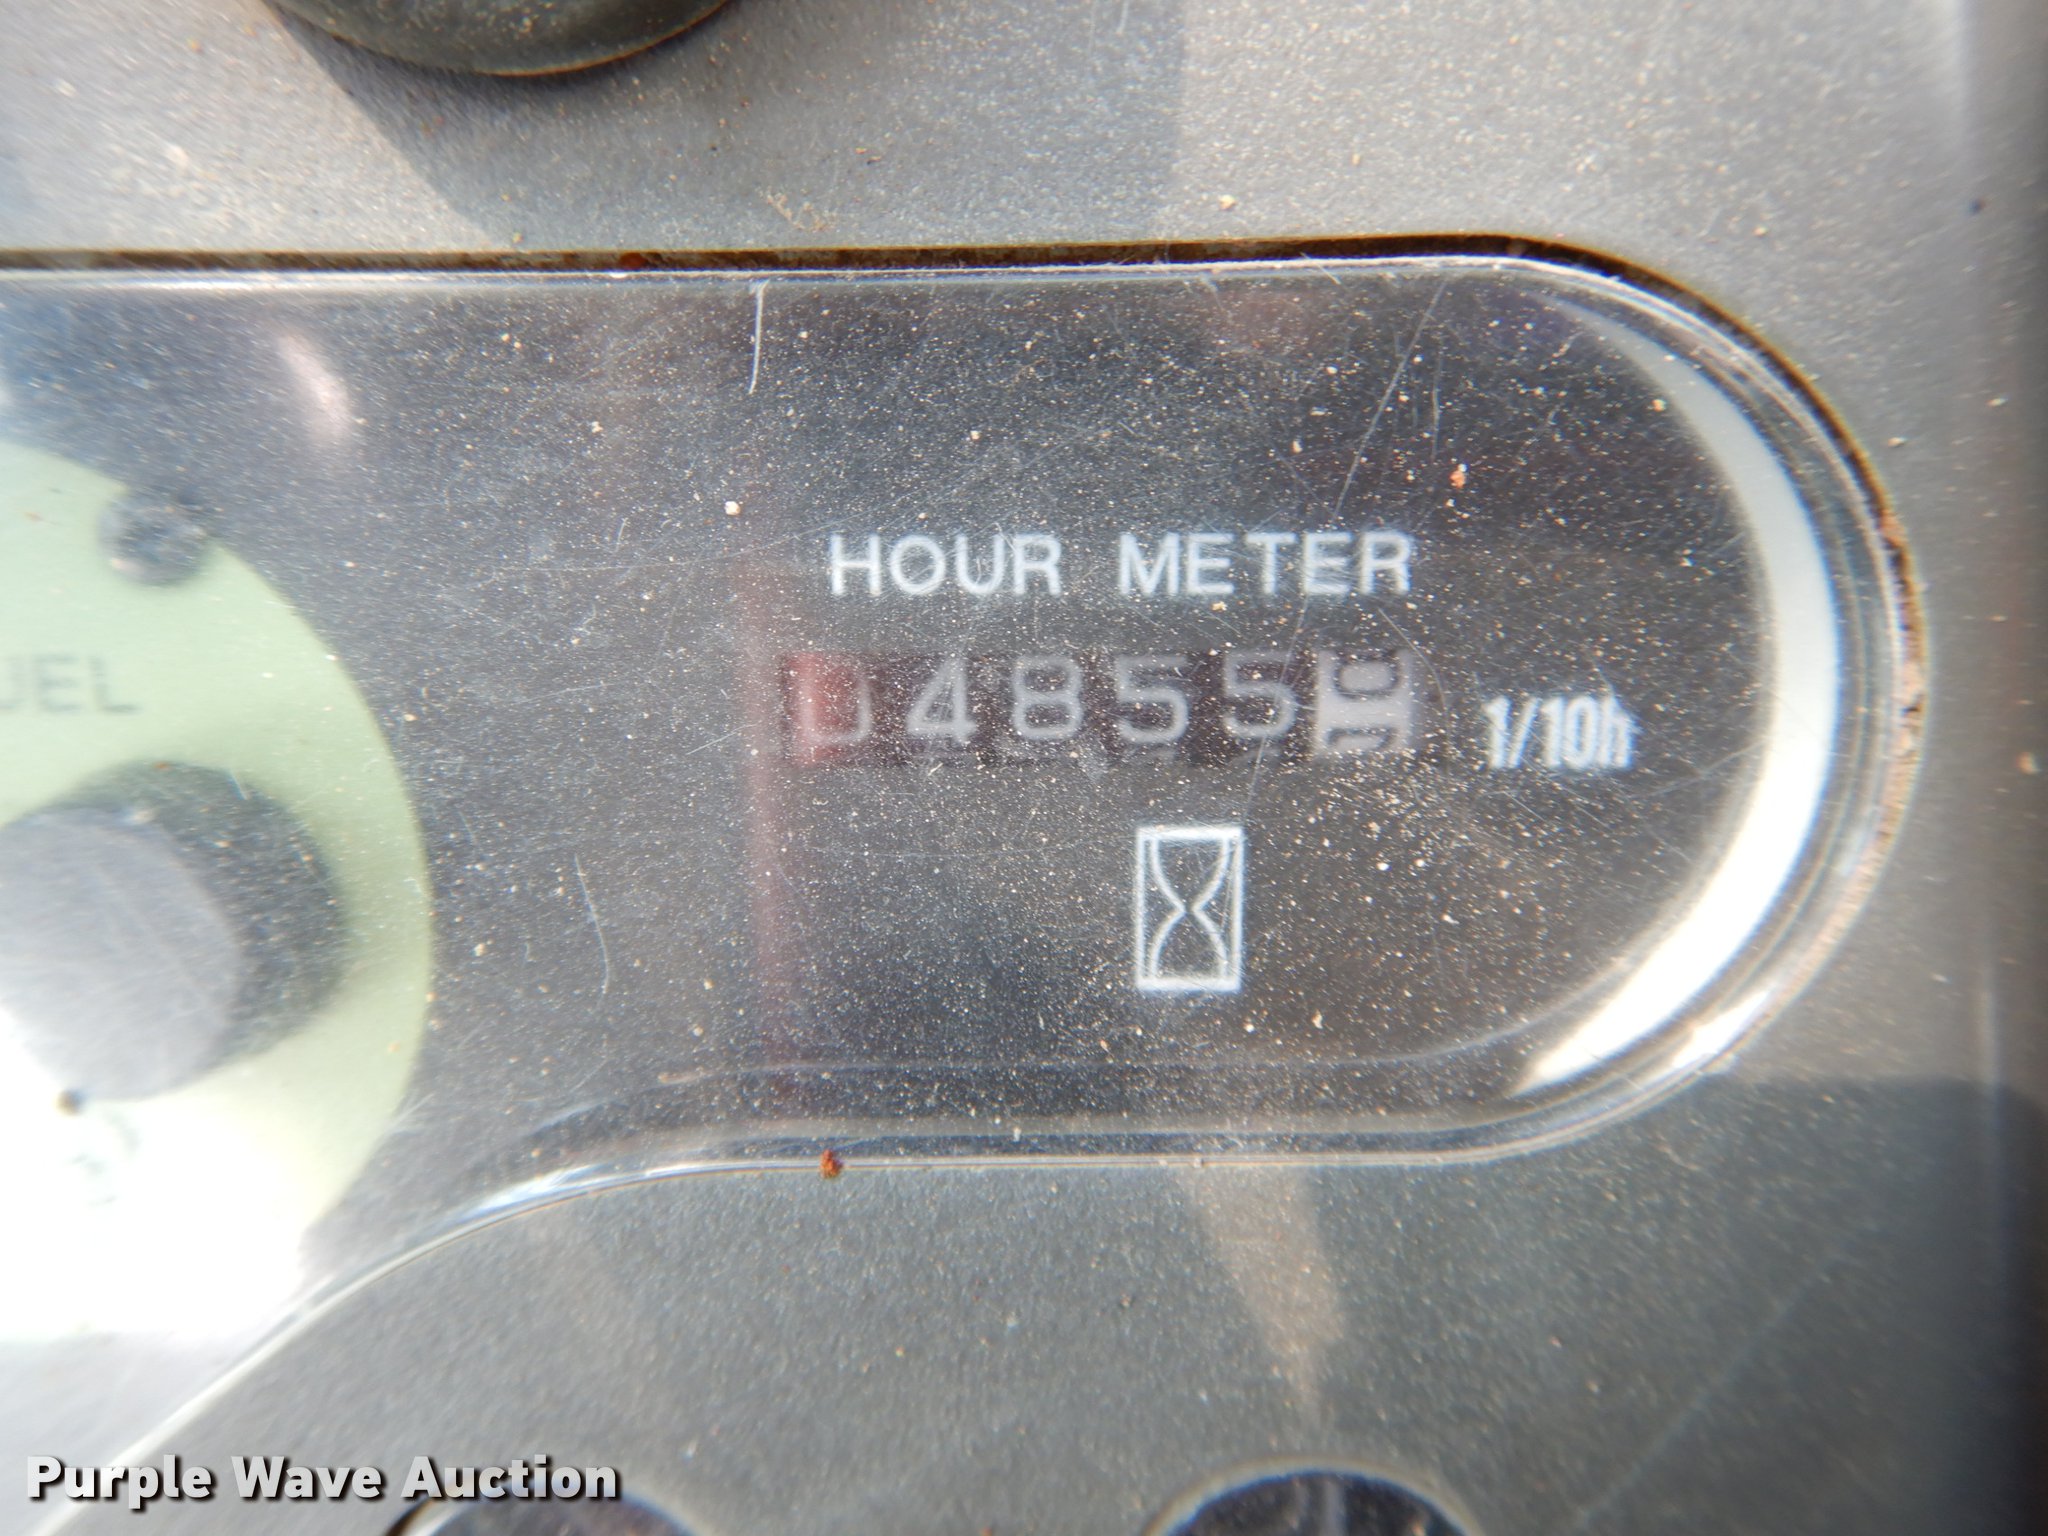 HOUR METER
UEL
04855
1/10h
Purple Wave Auction